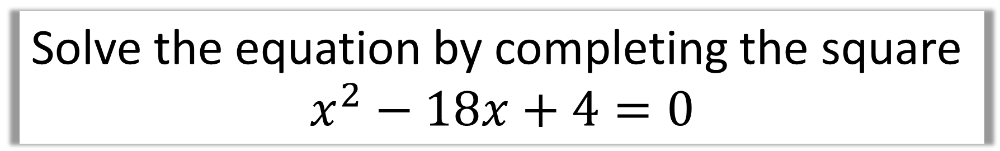 Solve the equation by completing the square
𝑥² − 18𝑥 + 4 = 0